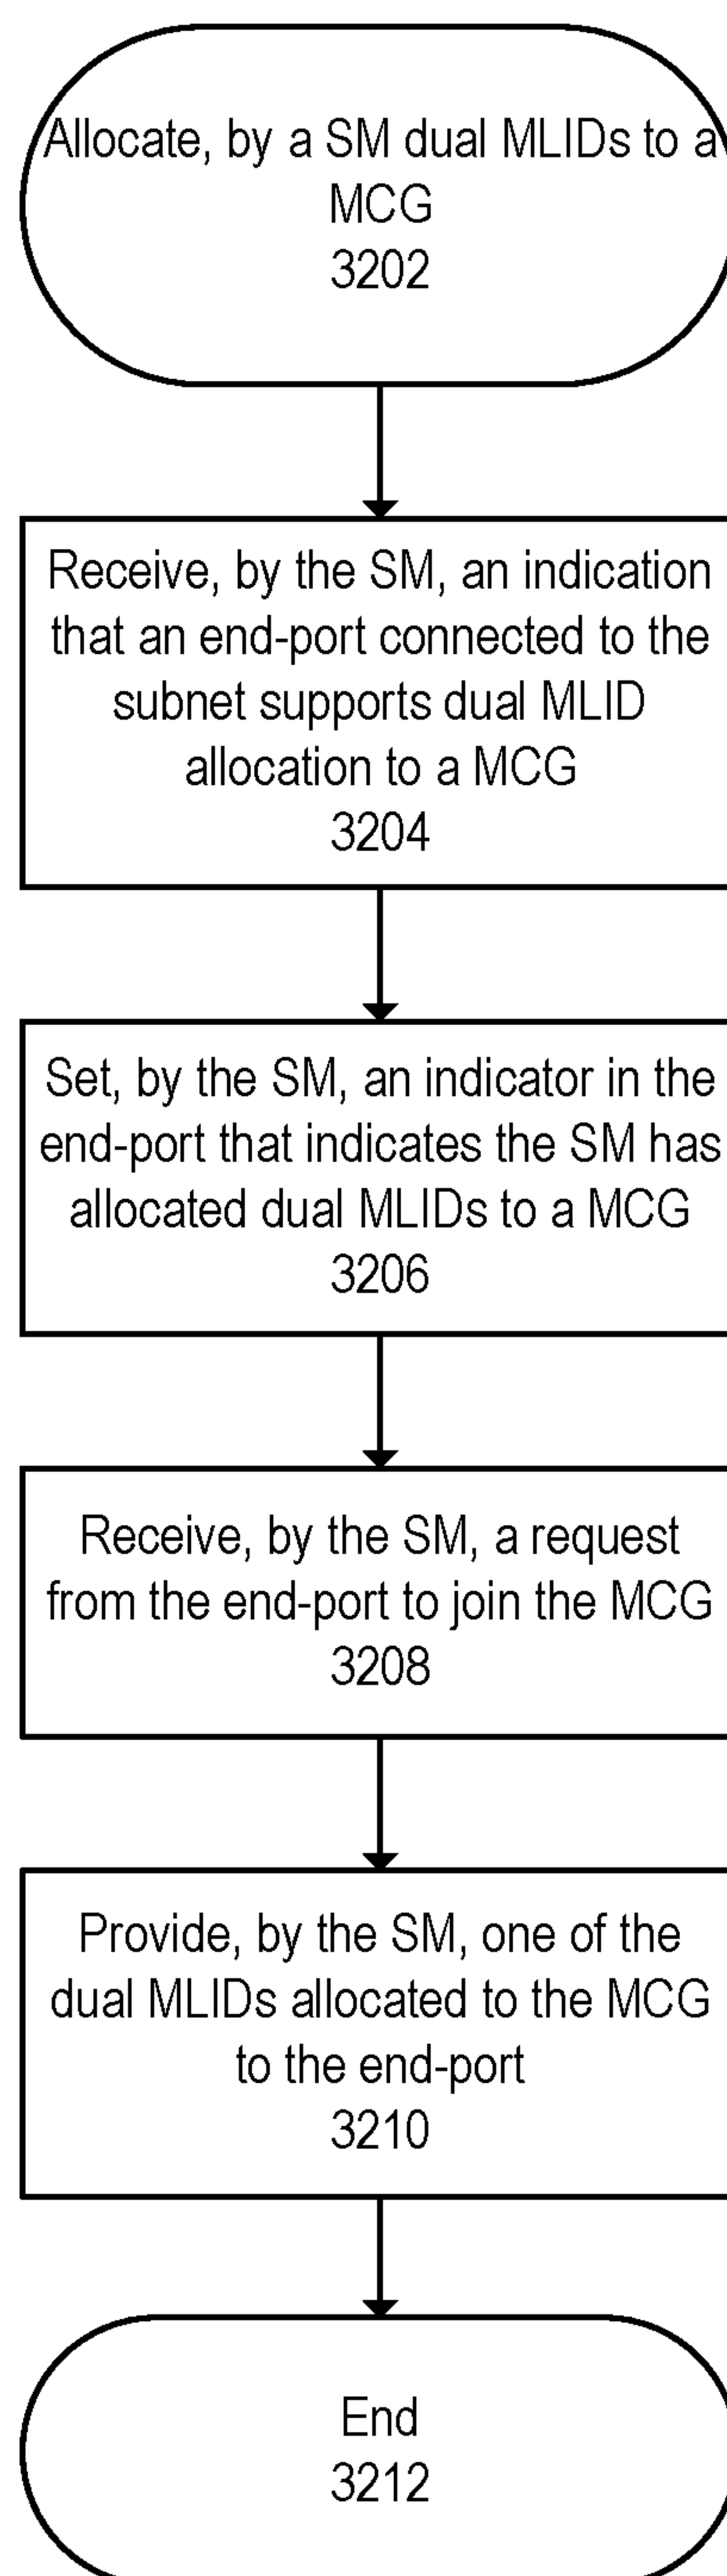 Allocate, by a SM dual MLIDs to a
MCG
3202
Receive, by the SM, an indication
that an end-port connected to the
subnet supports dual MLID
allocation to a MCG
3204
Set, by the SM, an indicator in the
end-port that indicates the SM has
allocated dual MLIDs to a MCG
3206
Receive, by the SM, a request
from the end-port to join the MCG
3208
Provide, by the SM, one of the
dual MLIDs allocated to the MCG
to the end-port
3210
End
3212